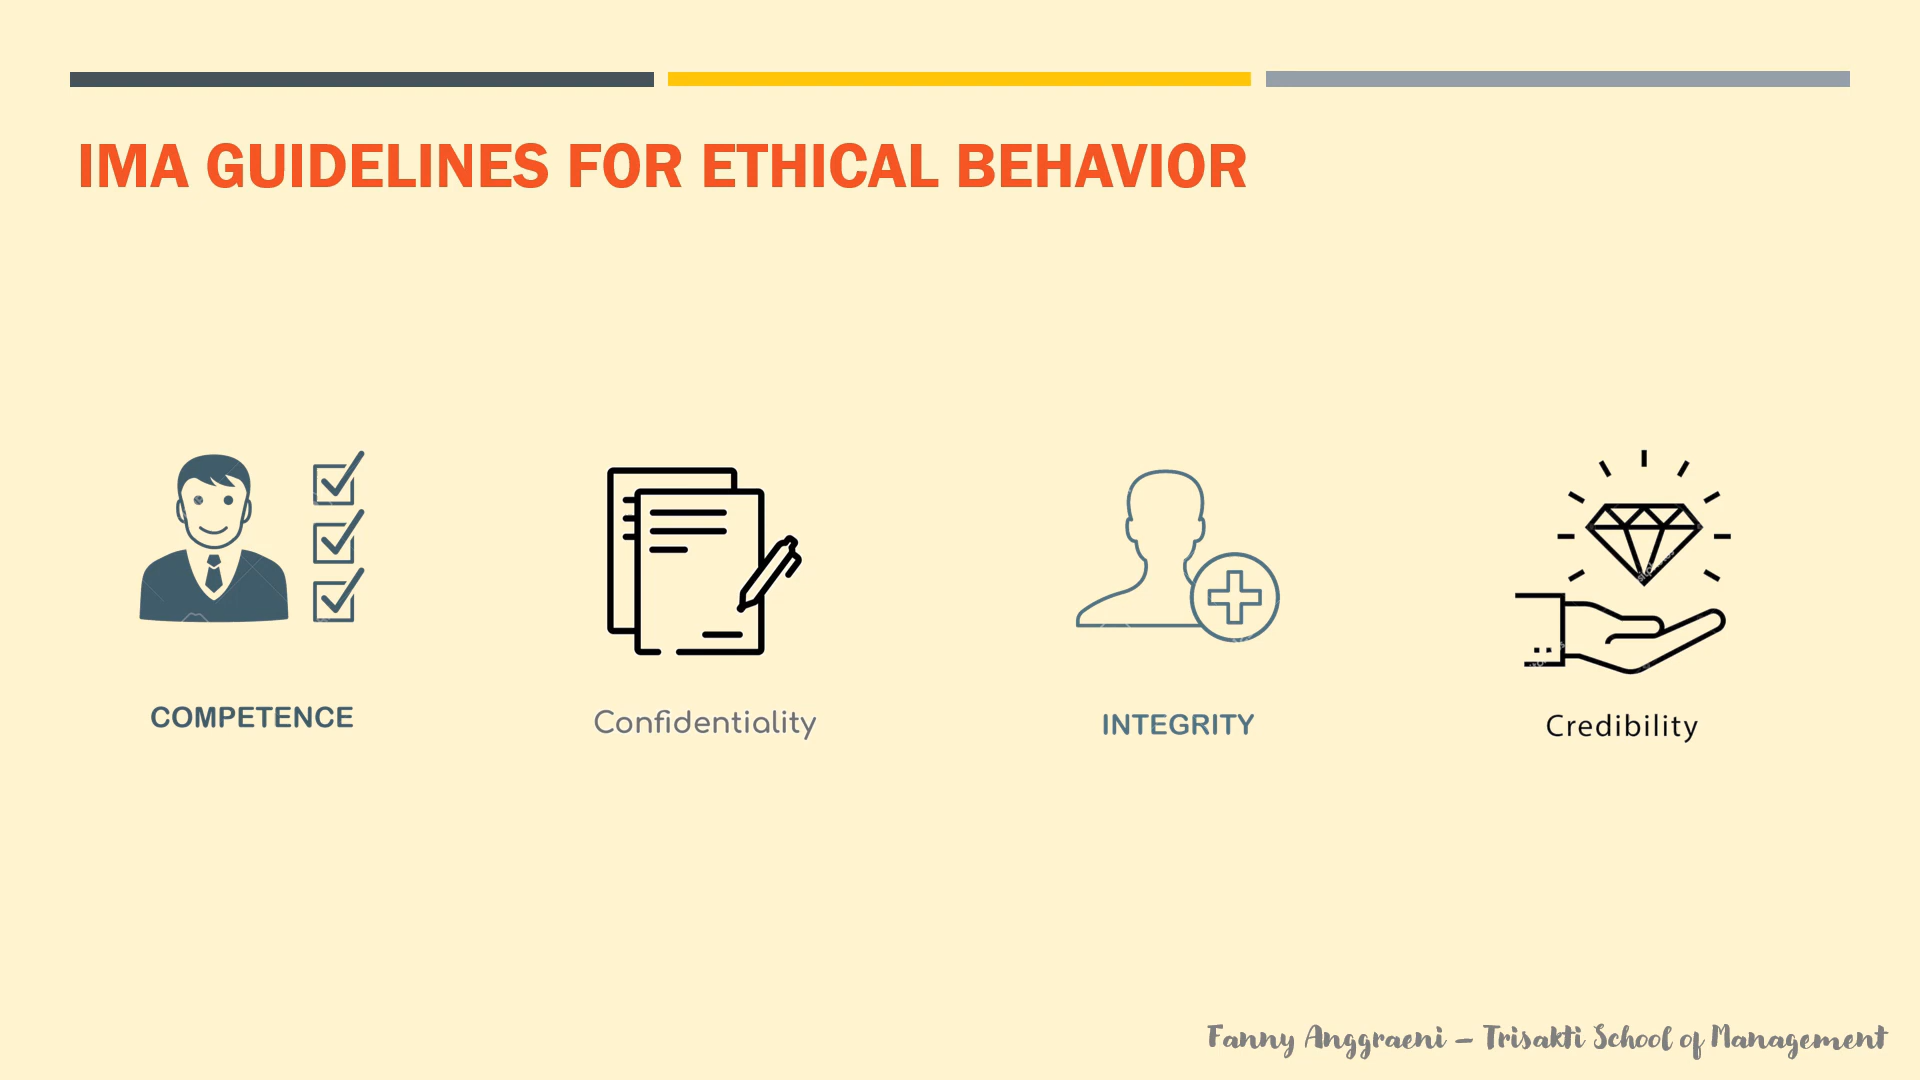 IMA GUIDELINES FOR ETHICAL BEHAVIOR
COMPETENCE
Confidentiality
INTEGRITY
Credibility
Fanny Anggraeni – Trisakti School of Management